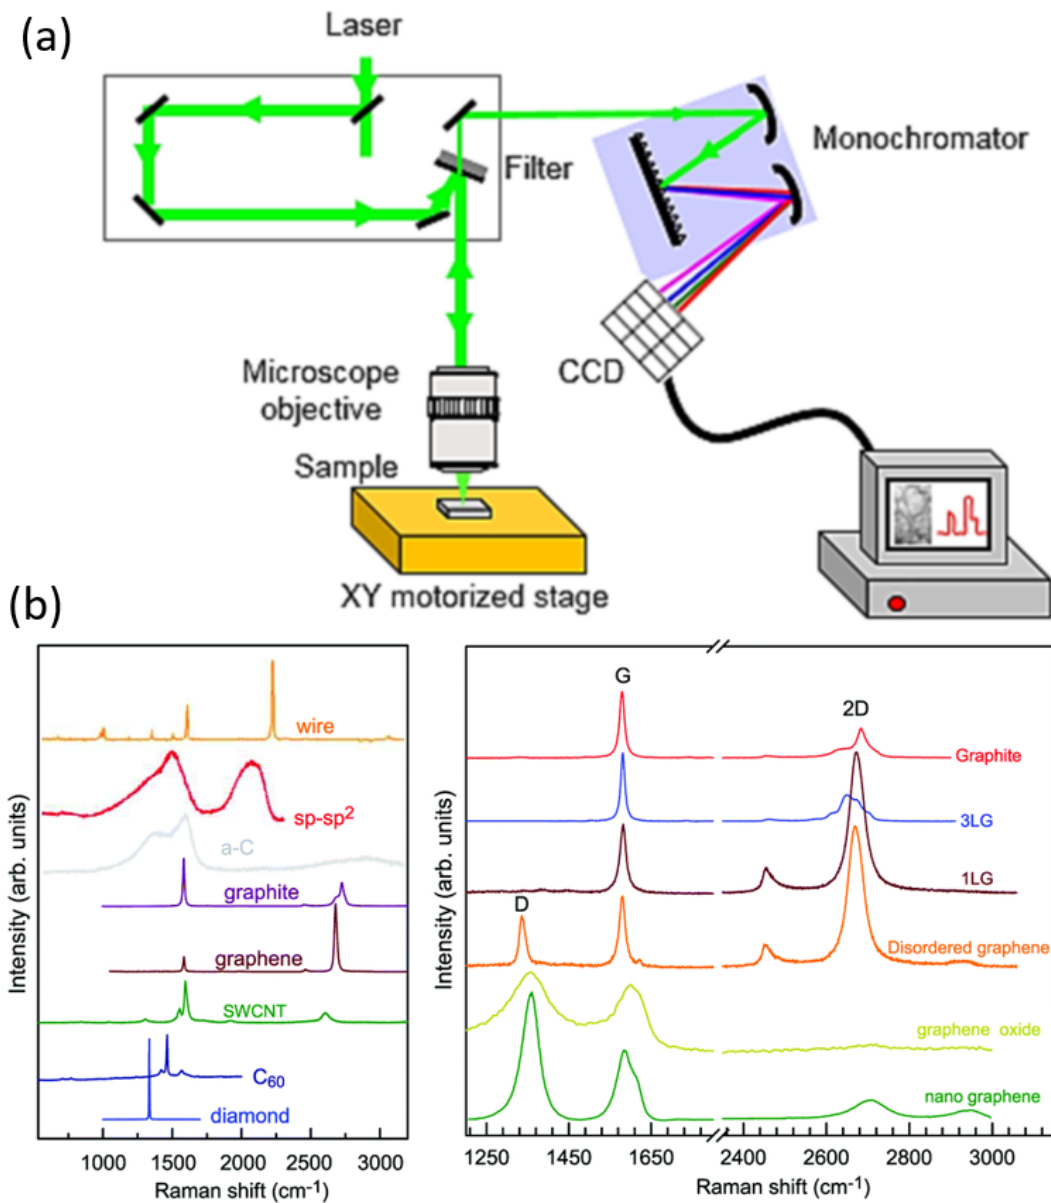 (a)
Laser
Filter
Monochromator
CCD
Microscope
objective
Sample
XY motorized stage
(b)
Intensity (arb. units)
wire
sp-sp2
a-C
graphite
graphene
SWCNT
C60
diamond
1000 1500 2000 2500 3000
Raman shift (cm-1)
Intensity (arb. units)
G
2D
D
Graphite
3LG
1LG
Disordered graphene
graphene oxide
nano graphene
1250 1450 1650 2400 2600 2800 3000
Raman shift (cm-1)